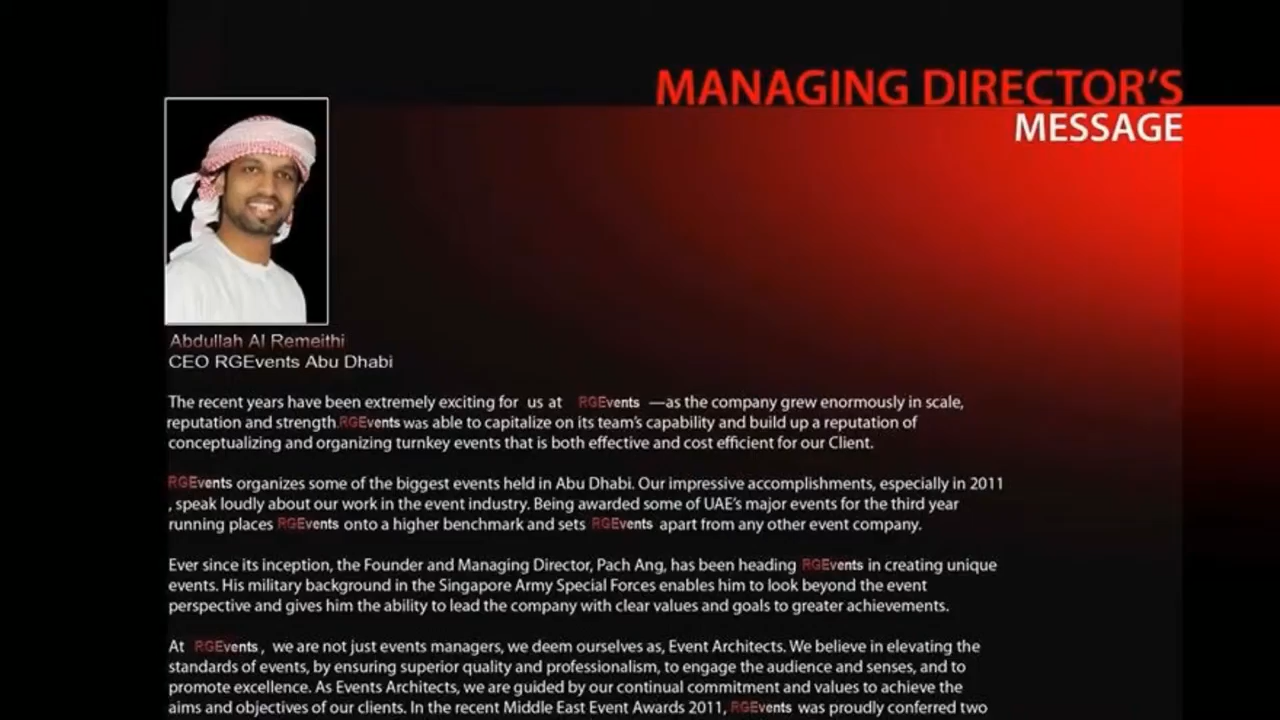 MANAGING DIRECTOR'S
MESSAGE
Abdullah Al Remeithi
CEO RGEvents Abu Dhabi
The recent years have been extremely exciting for us at RGEvents —as the company grew enormously in scale,
reputation and strength.RGEvents was able to capitalize on its team's capability and build up a reputation of
conceptualizing and organizing turnkey events that is both effective and cost efficient for our Client.
RGEvents organizes some of the biggest events held in Abu Dhabi. Our impressive accomplishments, especially in 2011
, speak loudly about our work in the event industry. Being awarded some of UAE's major events for the third year
running places RGEvents onto a higher benchmark and sets RGEvents apart from any other event company.
Ever since its inception, the Founder and Managing Director, Pach Ang, has been heading RGEvents in creating unique
events. His military background in the Singapore Army Special Forces enables him to look beyond the event
perspective and gives him the ability to lead the company with clear values and goals to greater achievements.
At RGEvents, we are not just events managers, we deem ourselves as, Event Architects. We believe in elevating the
standards of events, by ensuring superior quality and professionalism, to engage the audience and senses, and to
promote excellence. As Events Architects, we are guided by our continual commitment and values to achieve the
aims and objectives of our clients. In the recent Middle East Event Awards 2011, RGEvents was proudly conferred two